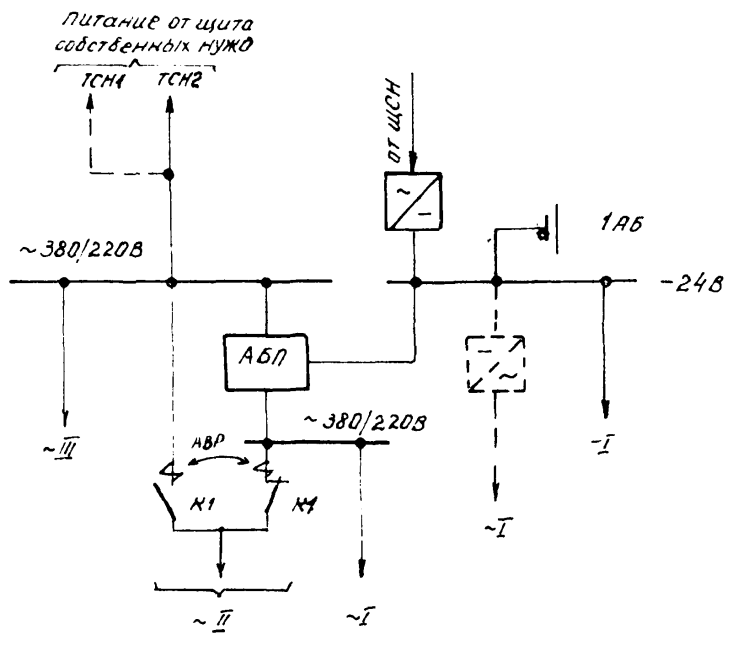 Питание от щита
собственных нужд
ТСН1 ТСН2
от ЩСН
~
-
1АБ
~380/220В
-24В
АБП
-
~
~380/220В
АВР
~III
-I
К1
К1
~I
~II
~I